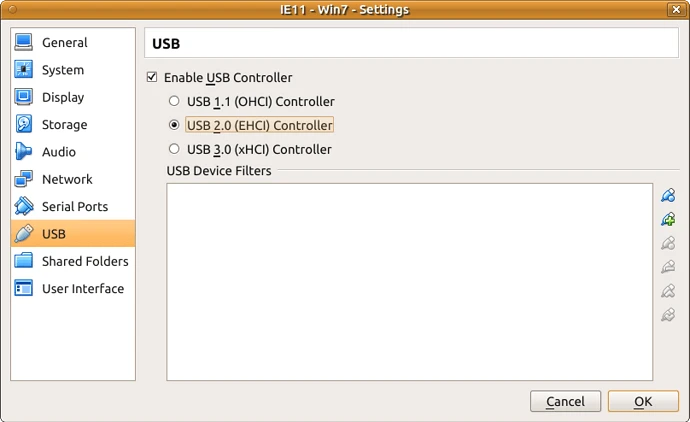 IE11 - Win7 - Settings
General
System
Display
Storage
Audio
Network
Serial Ports
USB
Shared Folders
User Interface
USB
Enable USB Controller
USB 1.1 (OHCI) Controller
USB 2.0 (EHCI) Controller
USB 3.0 (xHCI) Controller
USB Device Filters
Cancel
OK